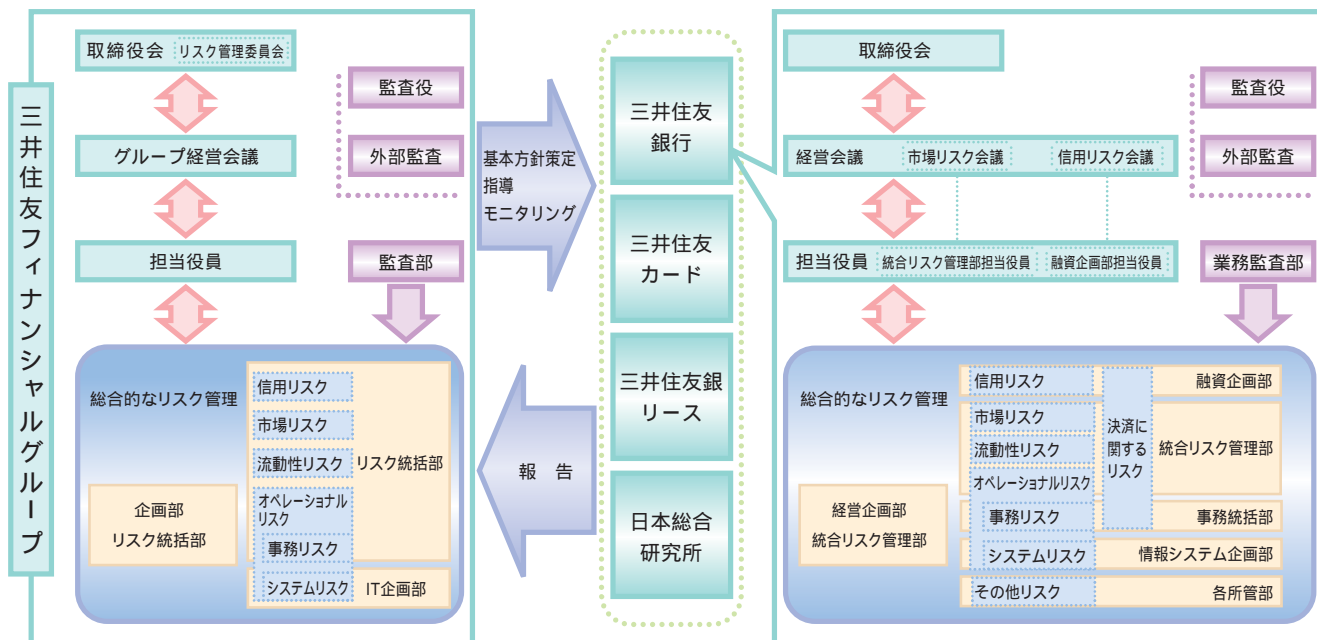 三井住友フィナンシャルグループ
取締役会 リスク管理委員会
監査役
グループ経営会議
外部監査
担当役員
監査部
総合的なリスク管理
企画部
リスク統括部
信用リスク
市場リスク
流動性リスク
オペレーショナル
リスク
事務リスク
システムリスク
リスク統括部
IT企画部
基本方針策定
指導
モニタリング
報 告
三井住友
銀行
三井住友
カード
三井住友銀
リース
日本総合
研究所
取締役会
監査役
経営会議 市場リスク会議 信用リスク会議
外部監査
担当役員 統合リスク管理部担当役員 融資企画部担当役員
業務監査部
総合的なリスク管理
経営企画部
統合リスク管理部
信用リスク
市場リスク
流動性リスク
オペレーショナルリスク
事務リスク
システムリスク
その他リスク
決済に
関する
リスク
融資企画部
統合リスク管理部
事務統括部
情報システム企画部
各所管部